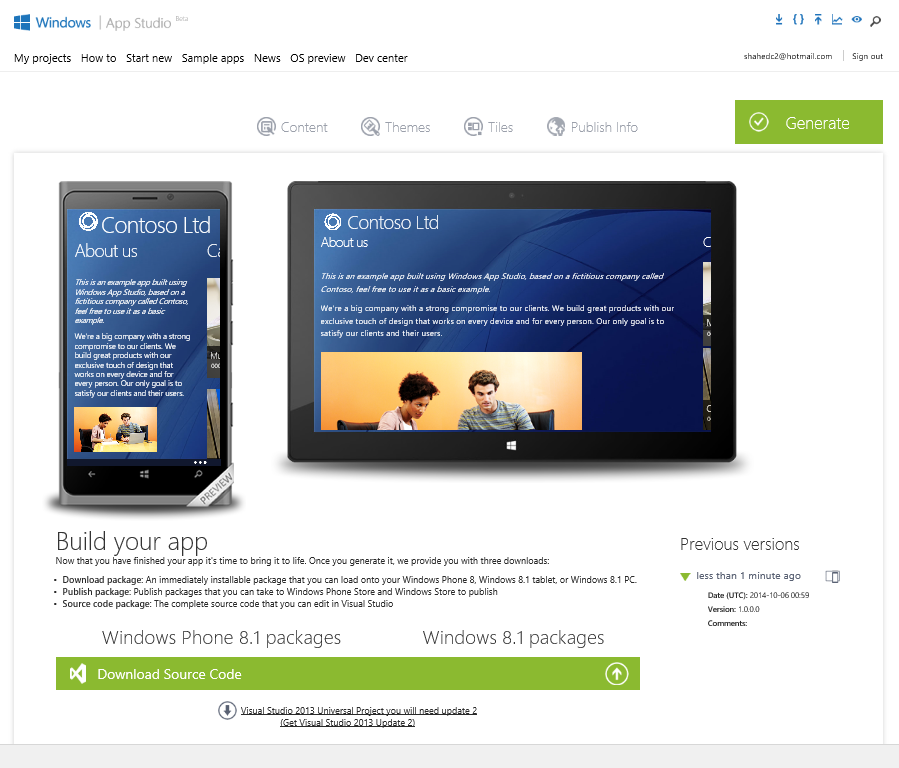 Windows | App Studio Beta
My projects How to Start new Sample apps News OS preview Dev center
shahedc2@hotmail.com | Sign out
Content Themes Tiles Publish Info
Generate
Contoso Ltd
About us
Ca
This is an example app built using
Windows App Studio, based on a
fictitious company called Contoso,
feel free to use it as a basic
example.
We're a big company with a strong
compromise to our clients. We
build great products with our
exclusive touch of design that
works on every device and for
every person. Our only goal is to
satisfy our clients and their users.
Mu
PREVIEW
Contoso Ltd
About us
C
This is an example app built using Windows App Studio, based on a fictitious company called
Contoso, feel free to use it as a basic example.
We're a big company with a strong compromise to our clients. We build great products with our
exclusive touch of design that works on every device and for every person. Our only goal is to
satisfy our clients and their users.
M
C
Build your app
Now that you have finished your app it's time to bring it to life. Once you generate it, we provide you with three downloads:
• Download package: An immediately installable package that you can load onto your Windows Phone 8, Windows 8.1 tablet, or Windows 8.1 PC.
• Publish package: Publish packages that you can take to Windows Phone Store and Windows Store to publish
• Source code package: The complete source code that you can edit in Visual Studio
Windows Phone 8.1 packages Windows 8.1 packages
Download Source Code
Visual Studio 2013 Universal Project you will need update 2
(Get Visual Studio 2013 Update 2)
Previous versions
less than 1 minute ago
Date (UTC): 2014-10-06 00:59
Version: 1.0.0.0
Comments: